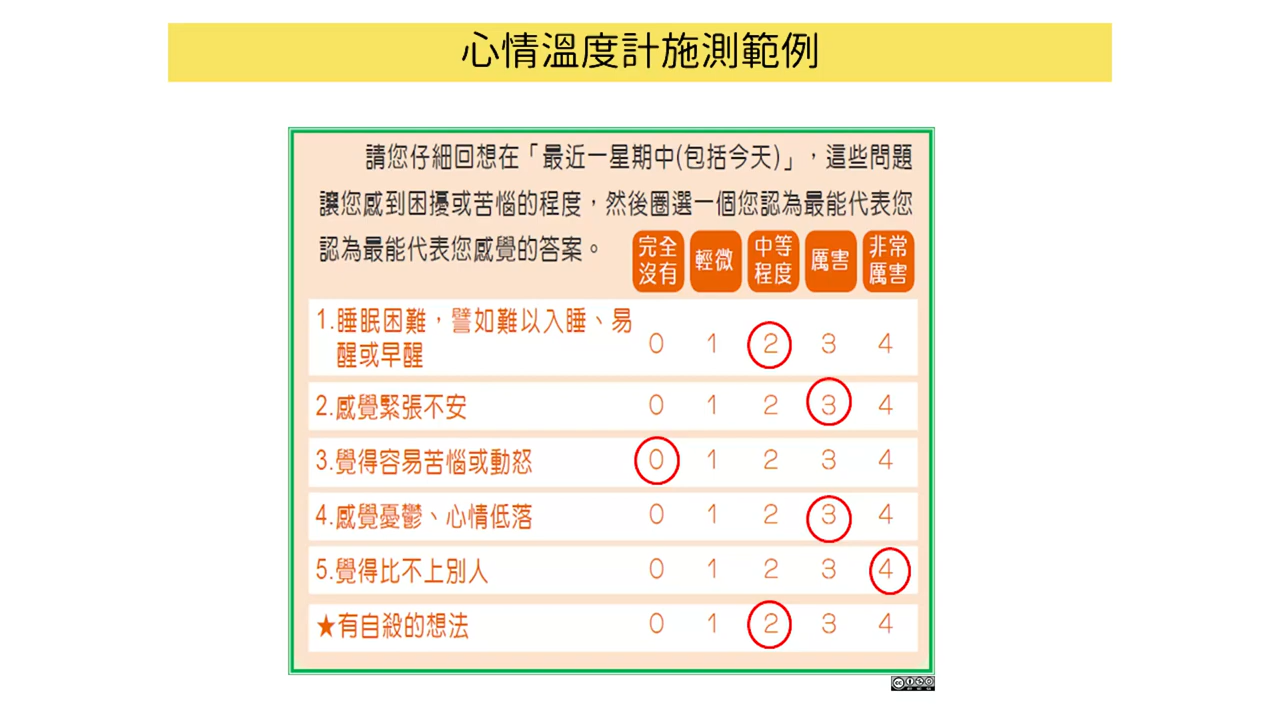 心情溫度計施測範例
請您仔細回想在「最近一星期中(包括今天)」，這些問題
讓您感到困擾或苦惱的程度，然後圈選一個您認為最能代表您
認為最能代表您感覺的答案。
完全沒有 輕微 中等程度 厲害 非常厲害
1.睡眠困難，譬如難以入睡、易
醒或早醒 0 1 2 3 4
2.感覺緊張不安 0 1 2 3 4
3.覺得容易苦惱或動怒 0 1 2 3 4
4.感覺憂鬱、心情低落 0 1 2 3 4
5.覺得比不上別人 0 1 2 3 4
★有自殺的想法 0 1 2 3 4